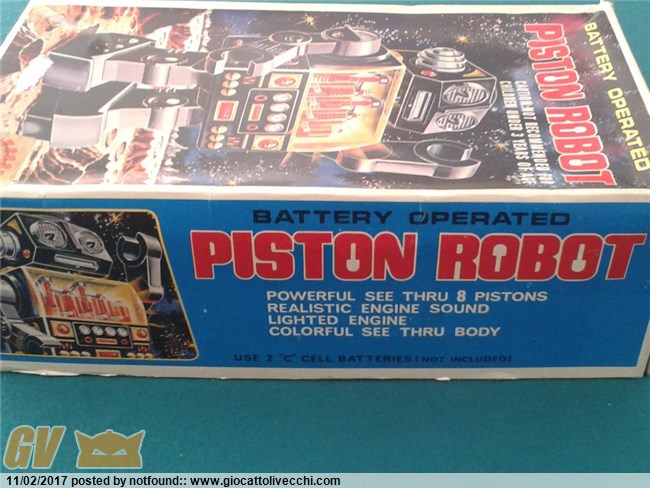 BATTERY OPERATED
PISTON ROBOT
BATTERY OPERATED
PISTON ROBOT
POWERFUL SEE THRU 8 PISTONS
REALISTIC ENGINE SOUND
LIGHTED ENGINE
COLORFUL SEE THRU BODY
USE 2 "C" CELL BATTERIES (NOT INCLUDED)
GV
11/02/2017 posted by notfound:: www.giocattolivecchi.com